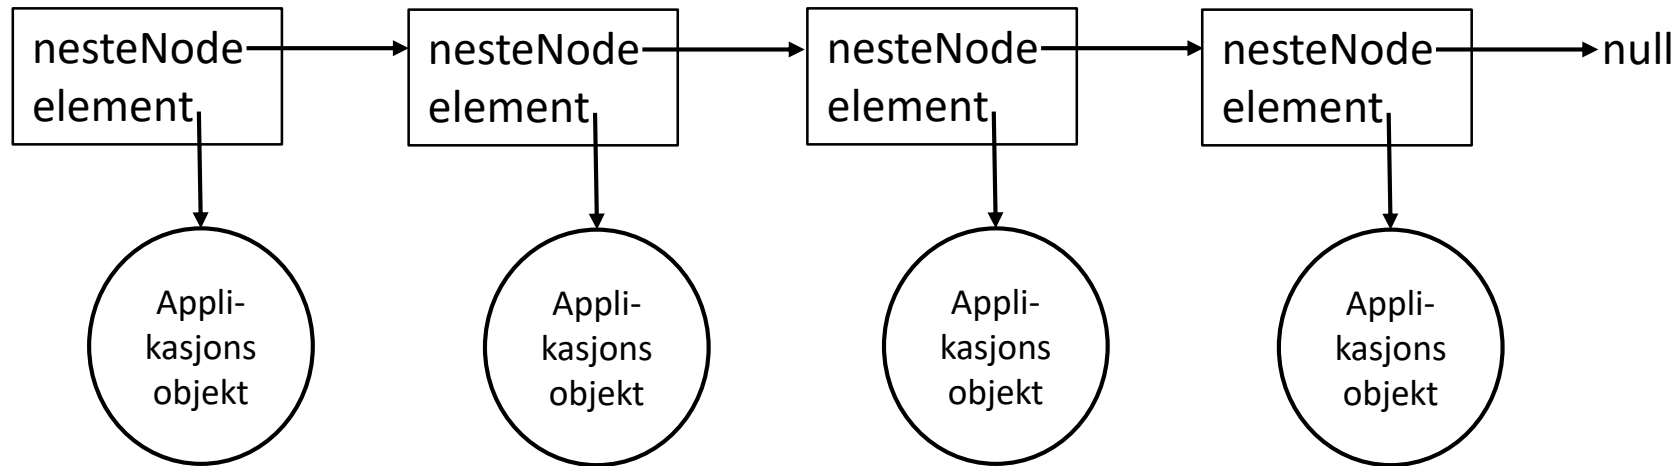 nesteNode
element
nesteNode
element
nesteNode
element
nesteNode
element
null
Appli-
kasjons
objekt
Appli-
kasjons
objekt
Appli-
kasjons
objekt
Appli-
kasjons
objekt